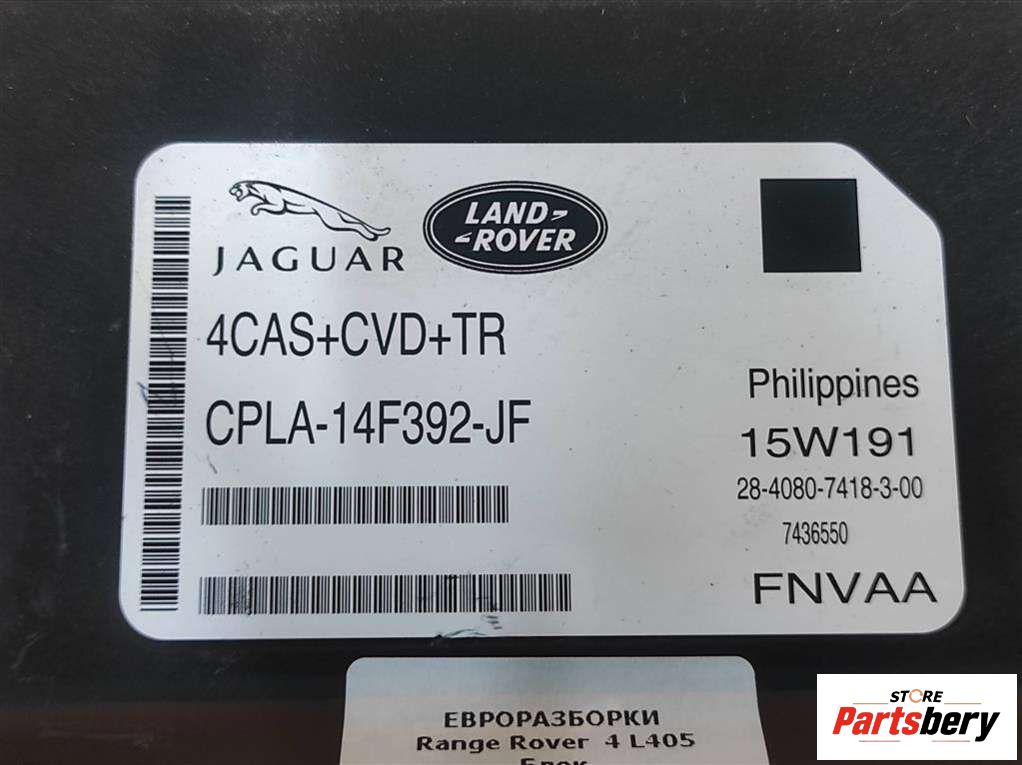 JAGUAR
LAND-
-ROVER
4CAS+CVD+TR
CPLA-14F392-JF
Philippines
15W191
28-4080-7418-3-00
7436550
FNVAA
ЕВРОРАЗБОРКИ
Range Rover 4 L405
Блок
STORE
Partsbery